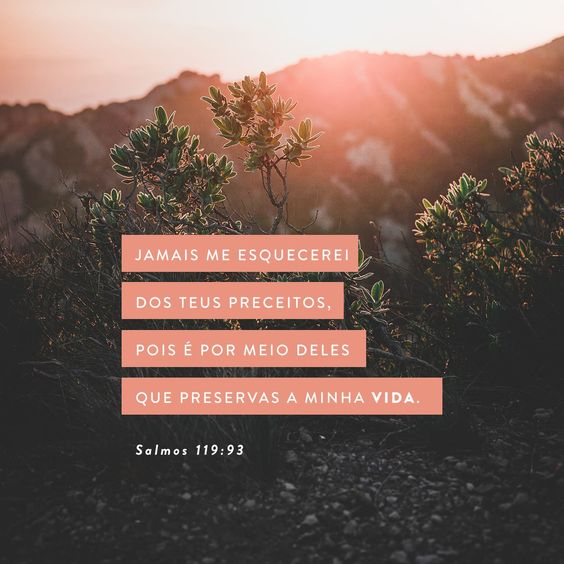 JAMAIS ME ESQUECEREI
DOS TEUS PRECEITOS,
POIS É POR MEIO DELES
QUE PRESERVAS A MINHA VIDA.
Salmos 119:93